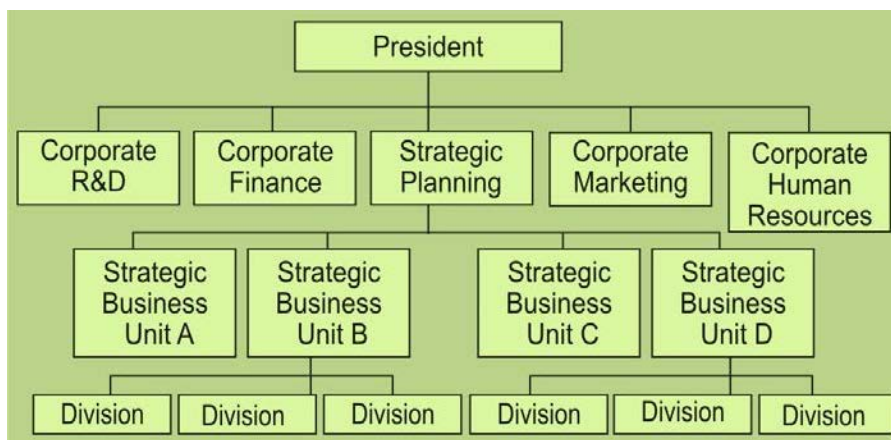 President
Corporate
R&D
Corporate
Finance
Strategic
Planning
Corporate
Marketing
Corporate
Human
Resources
Strategic
Business
Unit A
Strategic
Business
Unit B
Strategic
Business
Unit C
Strategic
Business
Unit D
Division
Division
Division
Division
Division
Division